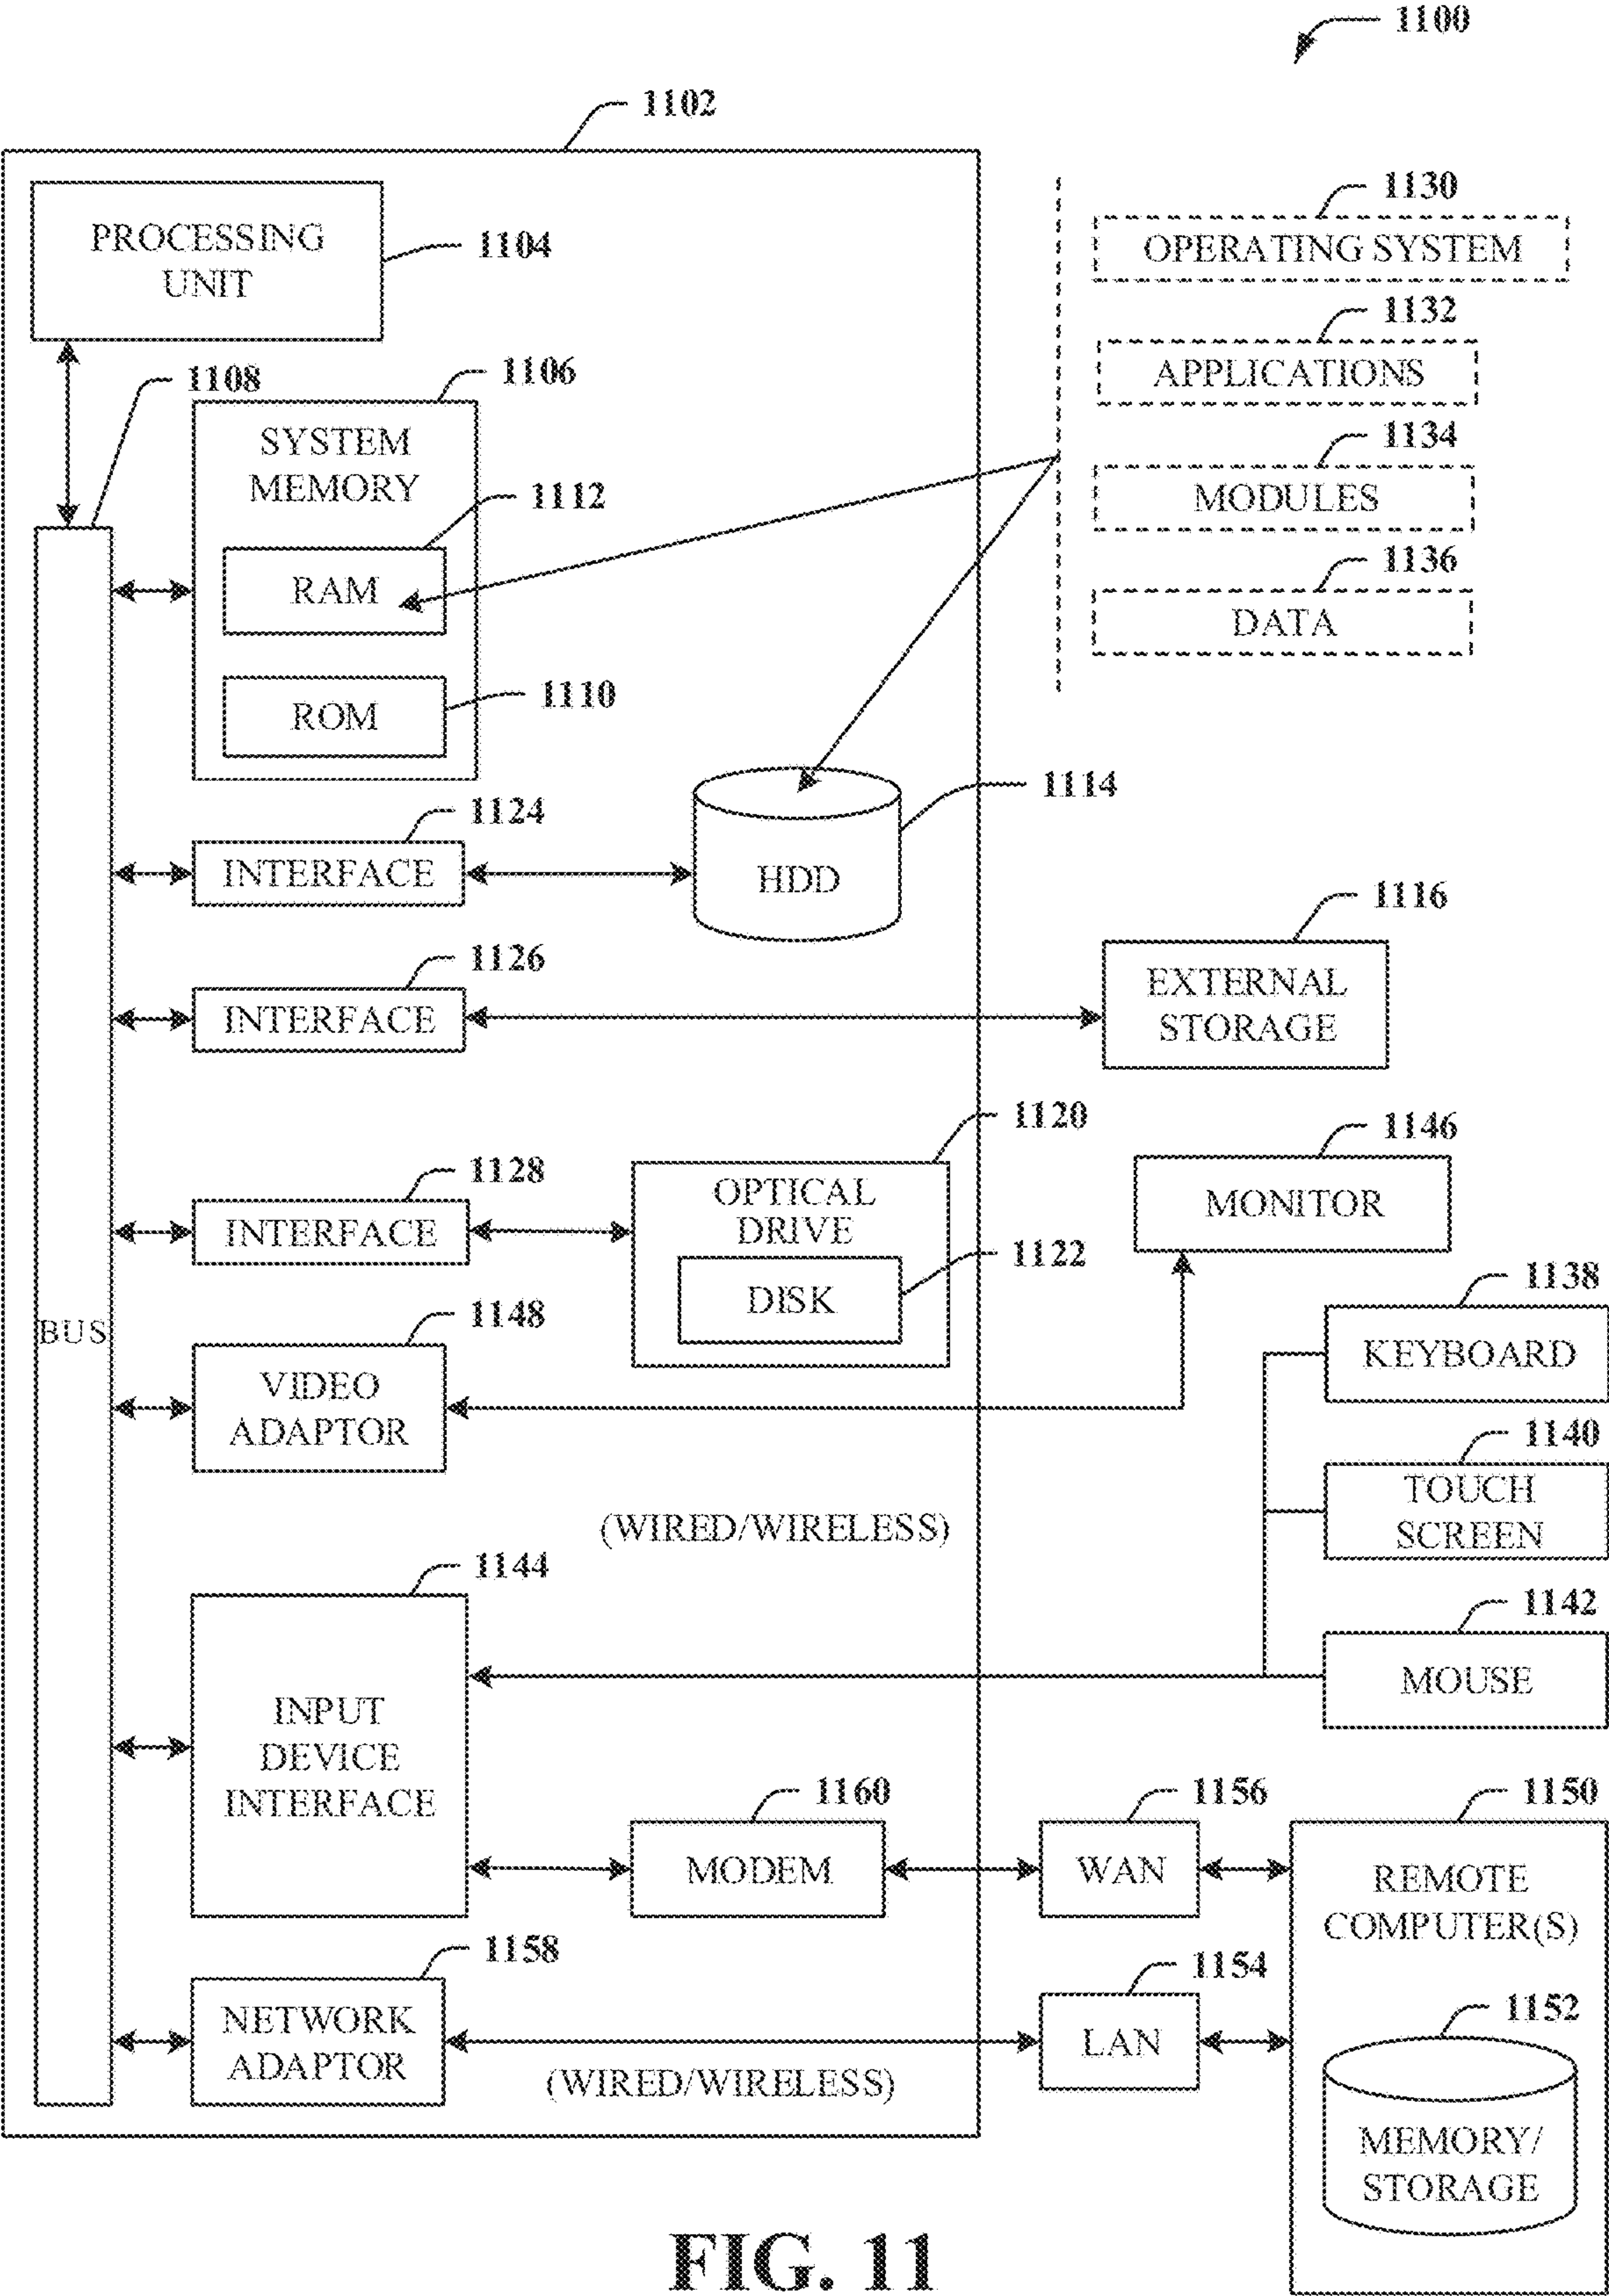 1100
1102
PROCESSING
UNIT
1104
1130
OPERATING SYSTEM
1132
APPLICATIONS
1134
MODULES
1136
DATA
1108
1106
SYSTEM
MEMORY
1112
RAM
1110
ROM
1114
HDD
1124
INTERFACE
1116
EXTERNAL
STORAGE
1126
INTERFACE
1120
OPTICAL
DRIVE
1122
DISK
1128
INTERFACE
1146
MONITOR
1138
KEYBOARD
BUS
1148
VIDEO
ADAPTOR
1140
TOUCH
SCREEN
(WIRED/WIRELESS)
1144
INPUT
DEVICE
INTERFACE
1142
MOUSE
1160
MODEM
1156
WAN
1150
REMOTE
COMPUTER(S)
1158
NETWORK
ADAPTOR
(WIRED/WIRELESS)
1154
LAN
1152
MEMORY/
STORAGE
FIG. 11